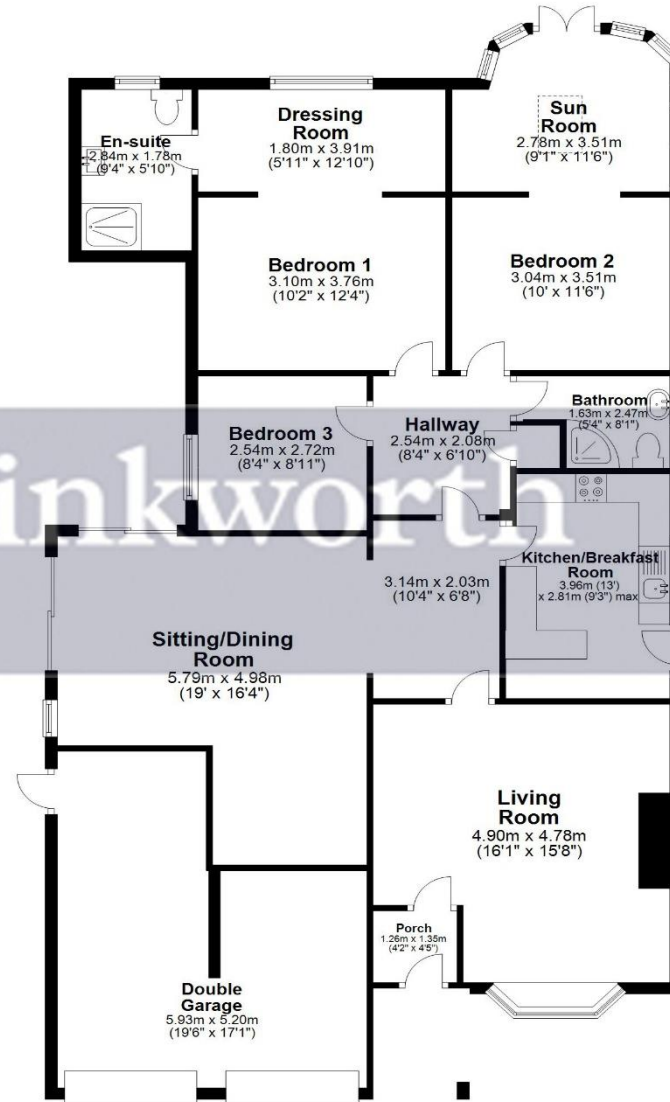 En-suite
2.84m x 1.78m
(9'4" x 5'10")
Dressing
Room
1.80m x 3.91m
(5'11" x 12'10")
Sun
Room
2.78m x 3.51m
(9'1" x 11'6")
Bedroom 1
3.10m x 3.76m
(10'2" x 12'4")
Bedroom 2
3.04m x 3.51m
(10' x 11'6")
Bedroom 3
2.54m x 2.72m
(8'4" x 8'11")
Hallway
2.54m x 2.08m
(8'4" x 6'10")
Bathroom
1.63m x 2.47m
(5'4" x 8'1")
inkworth
Kitchen/Breakfast
Room
3.96m (13')
x 2.81m (9'3") max
3.14m x 2.03m
(10'4" x 6'8")
Sitting/Dining
Room
5.79m x 4.98m
(19' x 16'4")
Living
Room
4.90m x 4.78m
(16'1" x 15'8")
Porch
1.26m x 1.35m
(4'2" x 4'5")
Double
Garage
5.93m x 5.20m
(19'6" x 17'1")